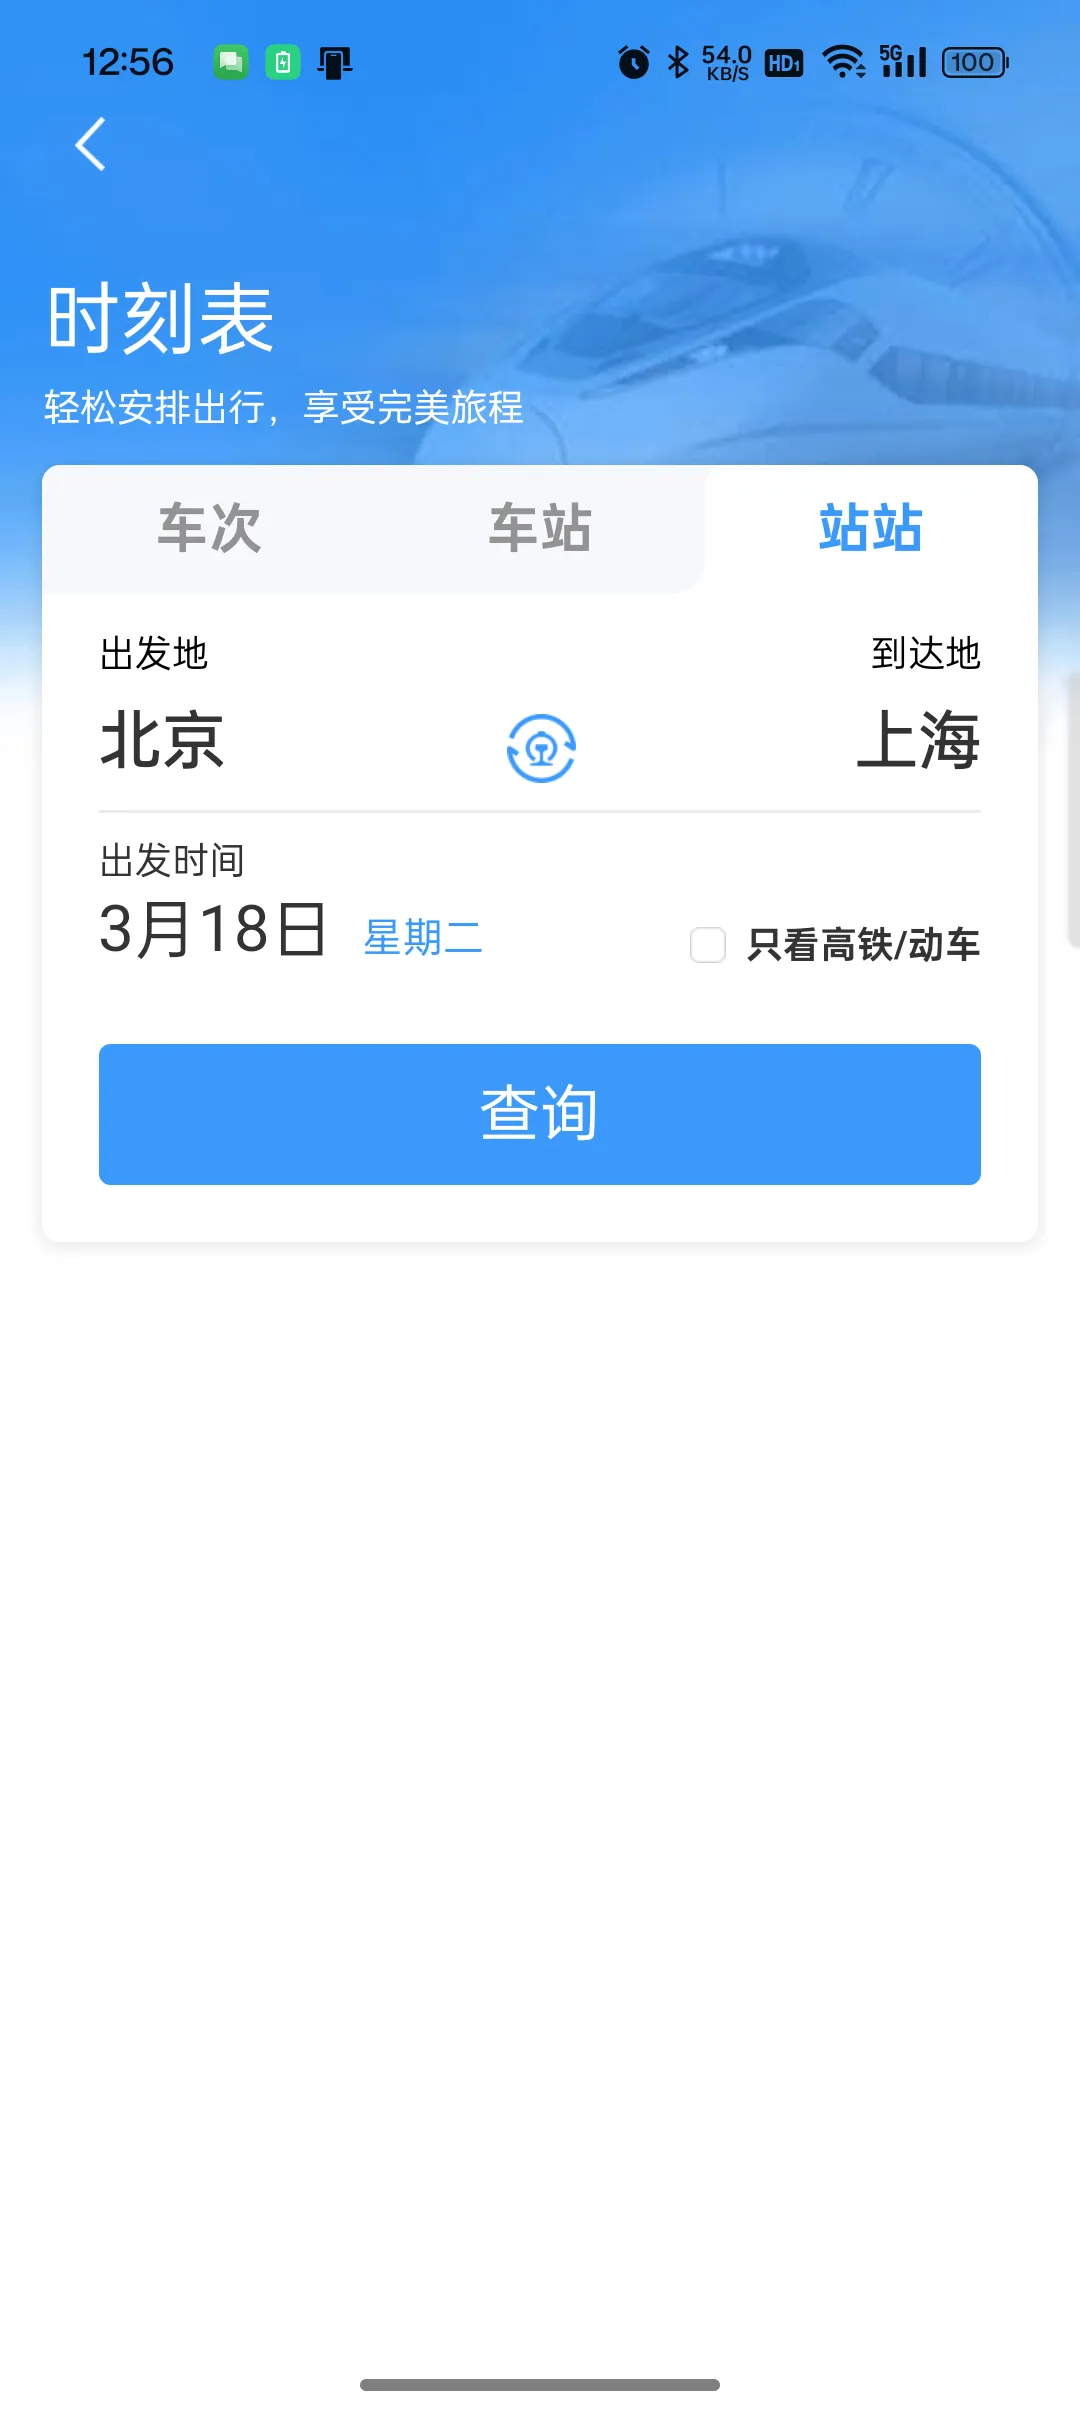 12:56 54.0 KB/S HD1 5G 100
时刻表
轻松安排出行，享受完美旅程
车次 车站 站站
出发地 到达地
北京 上海
出发时间
3月18日 星期二 只看高铁/动车
查询